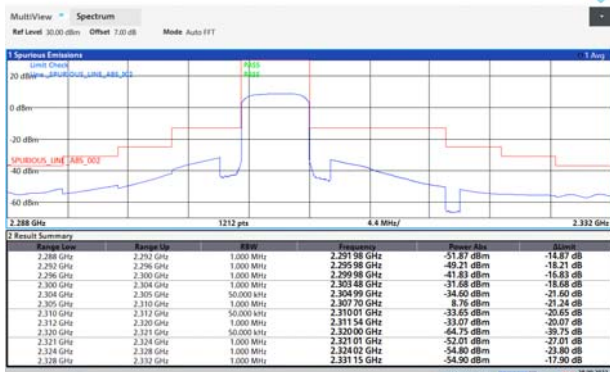 MultiView Spectrum
Ref Level 30.00 dBm Offset 7.00 dB Mode Auto FFT
1 Spurious Emissions 1 Avg
Limit Check PASS
Line _SPURIOUS_LINE_ABS_002 PASS
20 dBm
0 dBm
-20 dBm
_SPURIOUS_LINE_ABS_002
-40 dBm
-60 dBm
2.288 GHz 1212 pts 4.4 MHz/ 2.332 GHz
2 Result Summary
Range Low Range Up RBW Frequency Power Abs ΔLimit
2.288 GHz 2.292 GHz 1.000 MHz 2.291 98 GHz -51.87 dBm -14.87 dB
2.292 GHz 2.296 GHz 1.000 MHz 2.295 98 GHz -49.21 dBm -18.21 dB
2.296 GHz 2.300 GHz 1.000 MHz 2.299 98 GHz -41.83 dBm -16.83 dB
2.300 GHz 2.304 GHz 1.000 MHz 2.303 48 GHz -31.68 dBm -18.68 dB
2.304 GHz 2.305 GHz 50.000 kHz 2.304 99 GHz -34.60 dBm -21.60 dB
2.305 GHz 2.310 GHz 1.000 MHz 2.307 70 GHz 8.76 dBm -21.24 dB
2.310 GHz 2.312 GHz 50.000 kHz 2.310 01 GHz -33.65 dBm -20.65 dB
2.312 GHz 2.320 GHz 1.000 MHz 2.311 54 GHz -33.07 dBm -20.07 dB
2.320 GHz 2.321 GHz 50.000 kHz 2.320 00 GHz -64.75 dBm -39.75 dB
2.321 GHz 2.324 GHz 1.000 MHz 2.321 01 GHz -52.01 dBm -27.01 dB
2.324 GHz 2.328 GHz 1.000 MHz 2.324 02 GHz -54.80 dBm -23.80 dB
2.328 GHz 2.332 GHz 1.000 MHz 2.331 15 GHz -54.90 dBm -17.90 dB